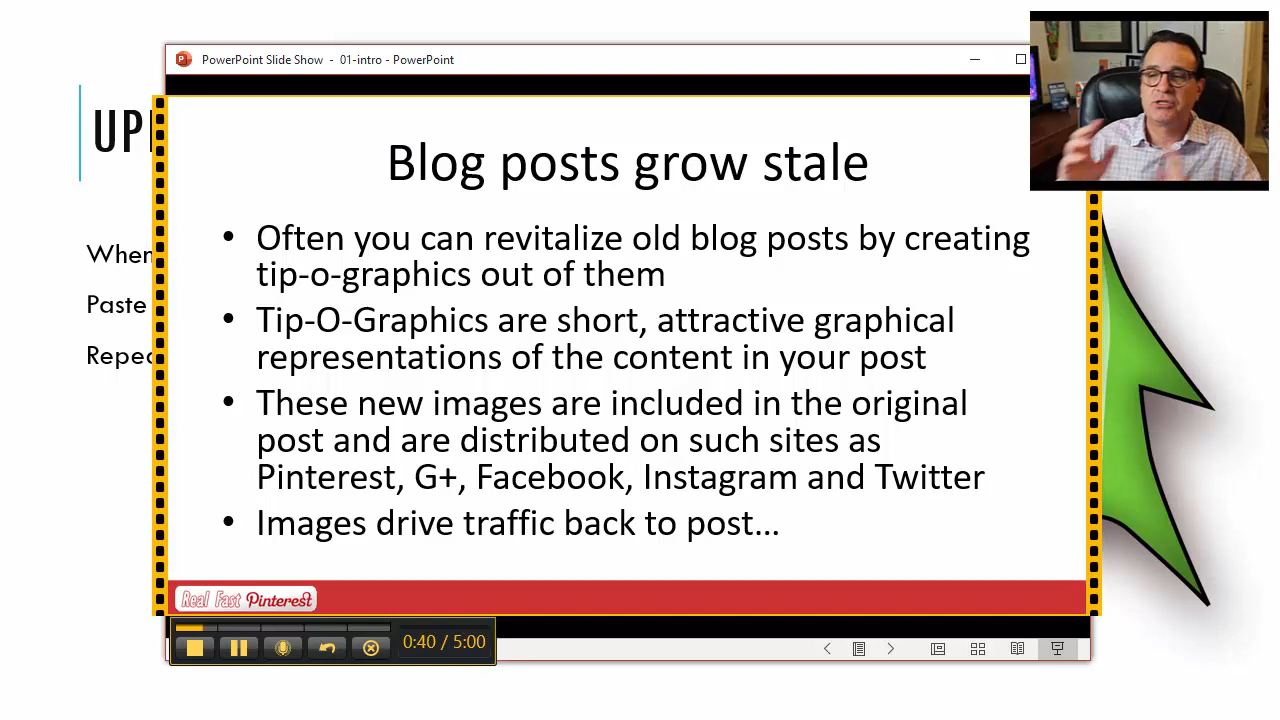 PowerPoint Slide Show - 01-intro - PowerPoint
UP
Blog posts grow stale
When
Paste
Repea
• Often you can revitalize old blog posts by creating
tip-o-graphics out of them
• Tip-O-Graphics are short, attractive graphical
representations of the content in your post
• These new images are included in the original
post and are distributed on such sites as
Pinterest, G+, Facebook, Instagram and Twitter
• Images drive traffic back to post...
Real Fast Pinterest
0:40 / 5:00